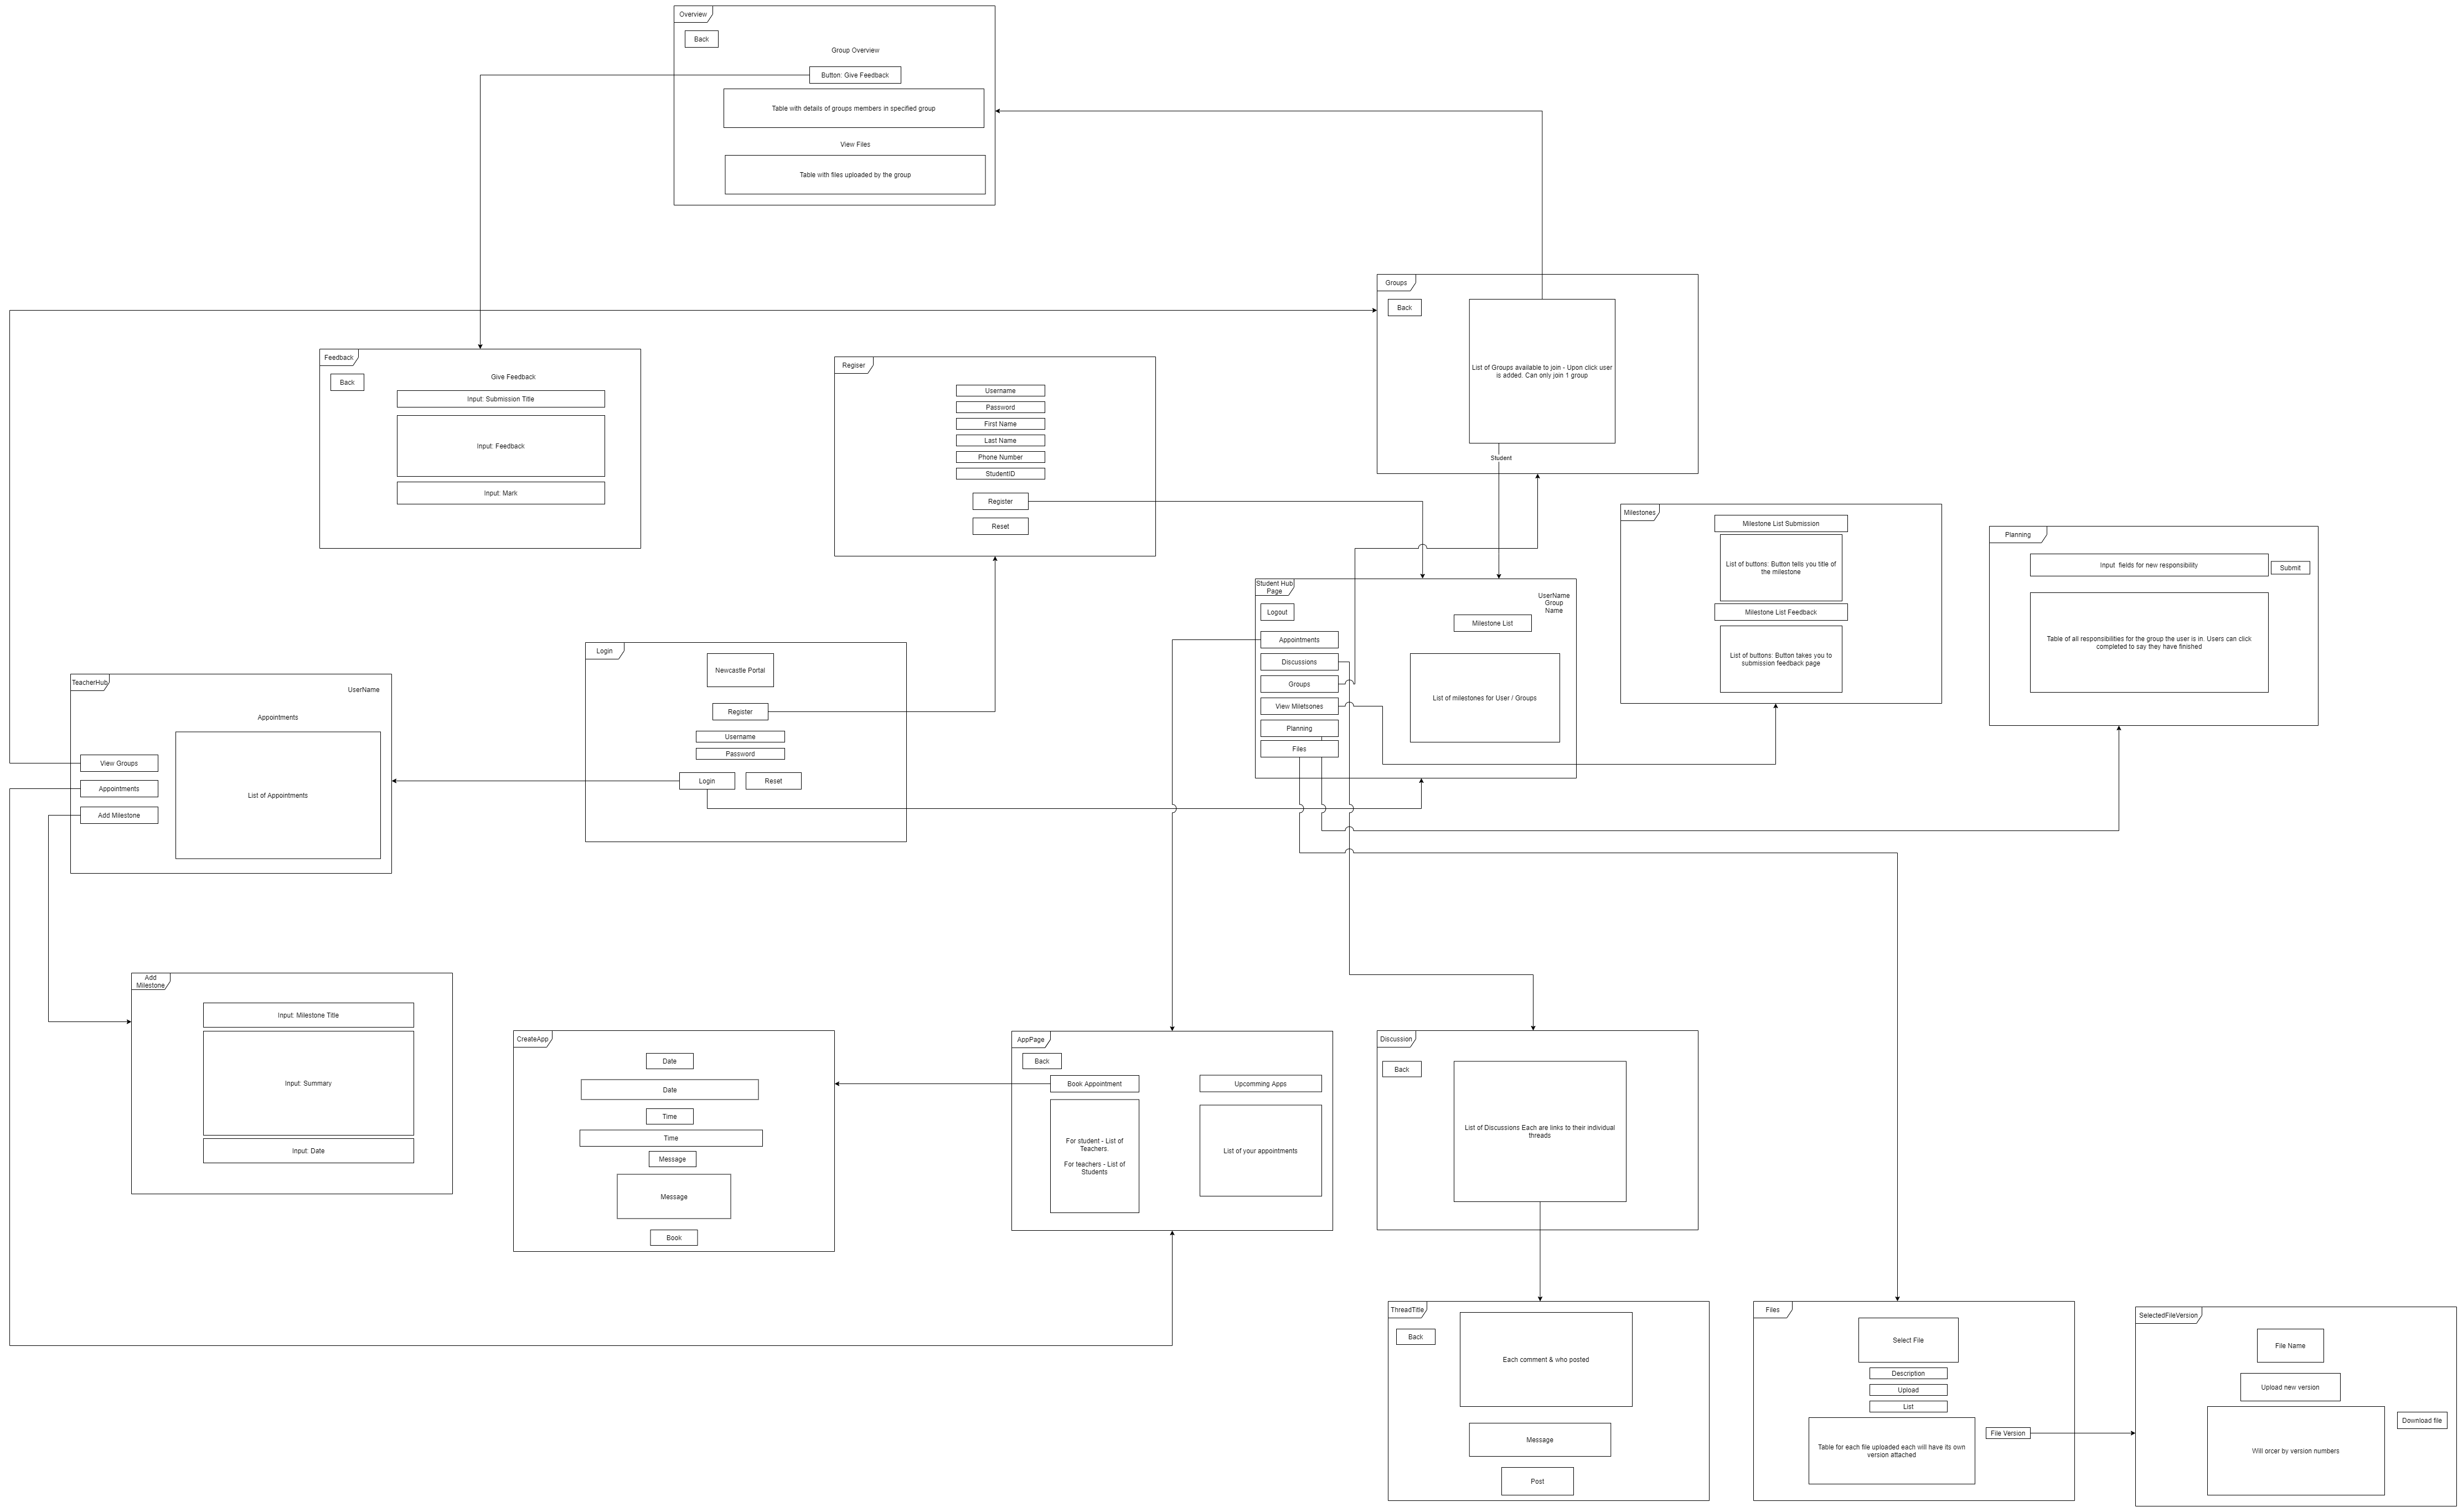 Overview
Back
Group Overview
Button: Give Feedback
Table with details of groups members in specified group
View Files
Table with files uploaded by the group
Groups
Back
List of Groups available to join - Upon click user
is added. Can only join 1 group
Student
Feedback
Back
Give Feedback
Input: Submission Title
Input: Feedback
Input: Mark
Regiser
Username
Password
First Name
Last Name
Phone Number
StudentID
Register
Reset
Milestones
Milestone List Submission
List of buttons: Button tells you title of
the milestone
Milestone List Feedback
List of buttons: Button takes you to
submission feedback page
Planning
Input  fields for new responsibility
Submit
Table of all responsibilities for the group the user is in. Users can click
completed to say they have finished
Student Hub
Page
UserName
Group
Name
Logout
Milestone List
Appointments
Discussions
Groups
View Miletsones
Planning
Files
List of milestones for User / Groups
Login
Newcastle Portal
Register
Username
Password
Login
Reset
TeacherHub
UserName
Appointments
View Groups
Appointments
Add Milestone
List of Appointments
Add
Milestone
Input: Milestone Title
Input: Summary
Input: Date
CreateApp
Date
Date
Time
Time
Message
Message
Book
AppPage
Back
Book Appointment
Upcomming Apps
For student - List of
Teachers.
For teachers - List of
Students
List of your appointments
Discussion
Back
List of Discussions Each are links to their individual
threads
ThreadTitle
Back
Each comment & who posted
Message
Post
Files
Select File
Description
Upload
List
Table for each file uploaded each will have its own
version attached
File Version
SelectedFileVersion
File Name
Upload new version
Download file
Will orcer by version numbers